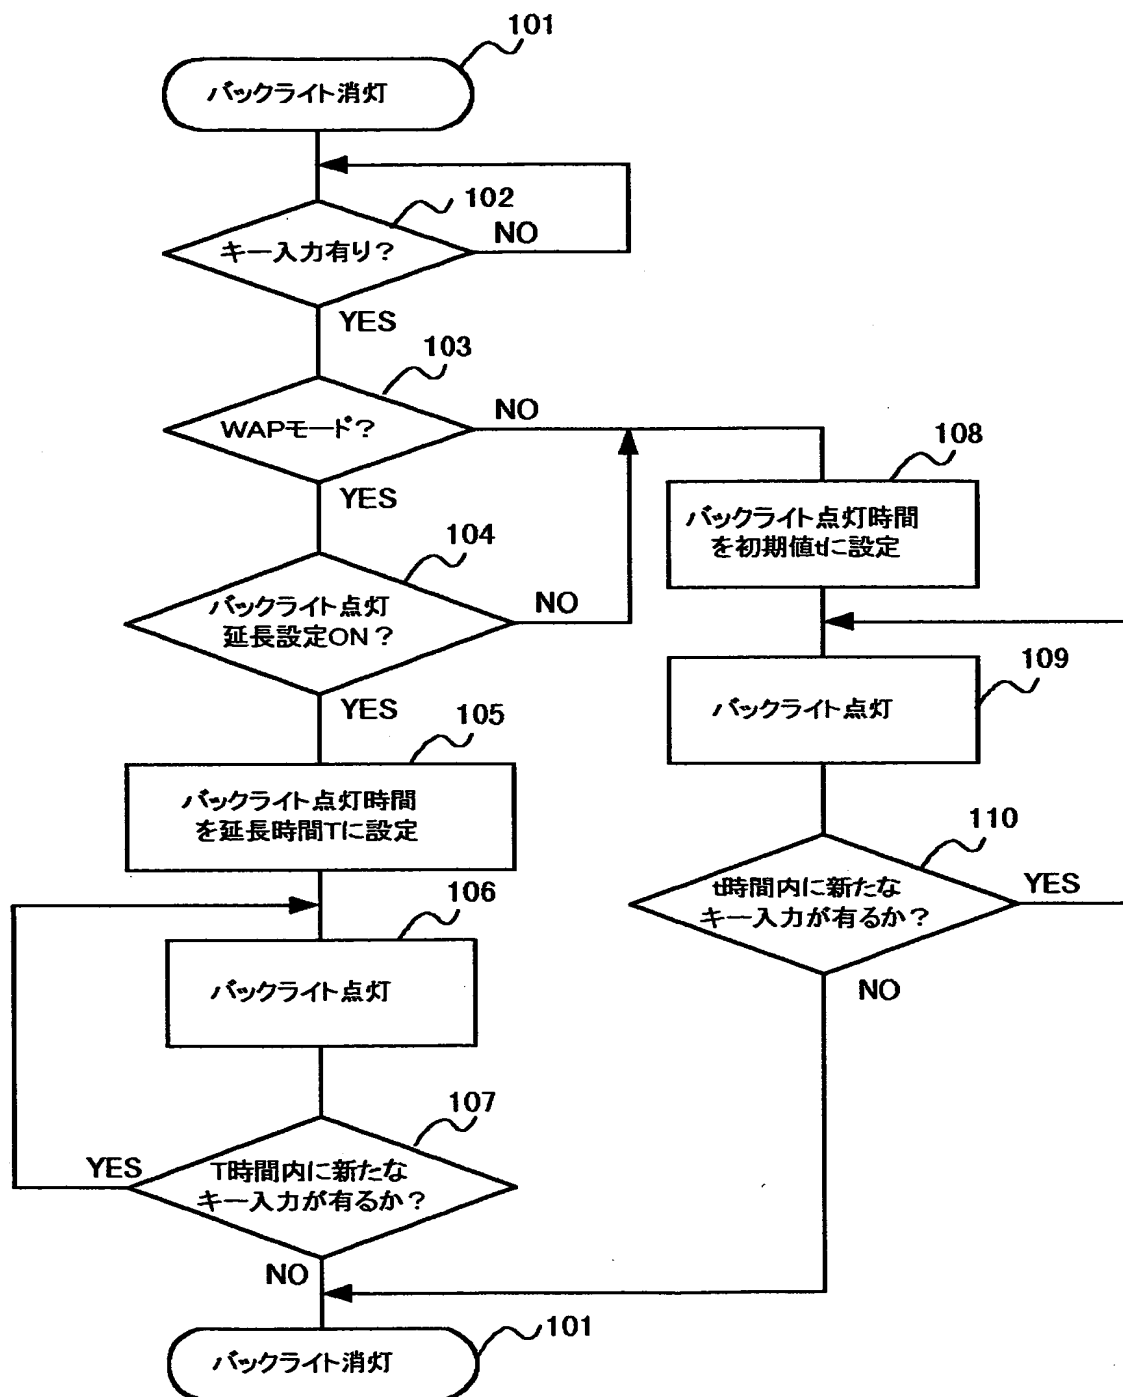 101
バックライト消灯
102
キー入力有り？
NO
YES
103
WAPモード？
NO
YES
104
バックライト点灯
延長設定ON？
NO
YES
105
バックライト点灯時間
を延長時間Tに設定
106
バックライト点灯
107
T時間内に新たな
キー入力が有るか？
YES
NO
108
バックライト点灯時間
を初期値tに設定
109
バックライト点灯
110
t時間内に新たな
キー入力が有るか？
YES
NO
101
バックライト消灯